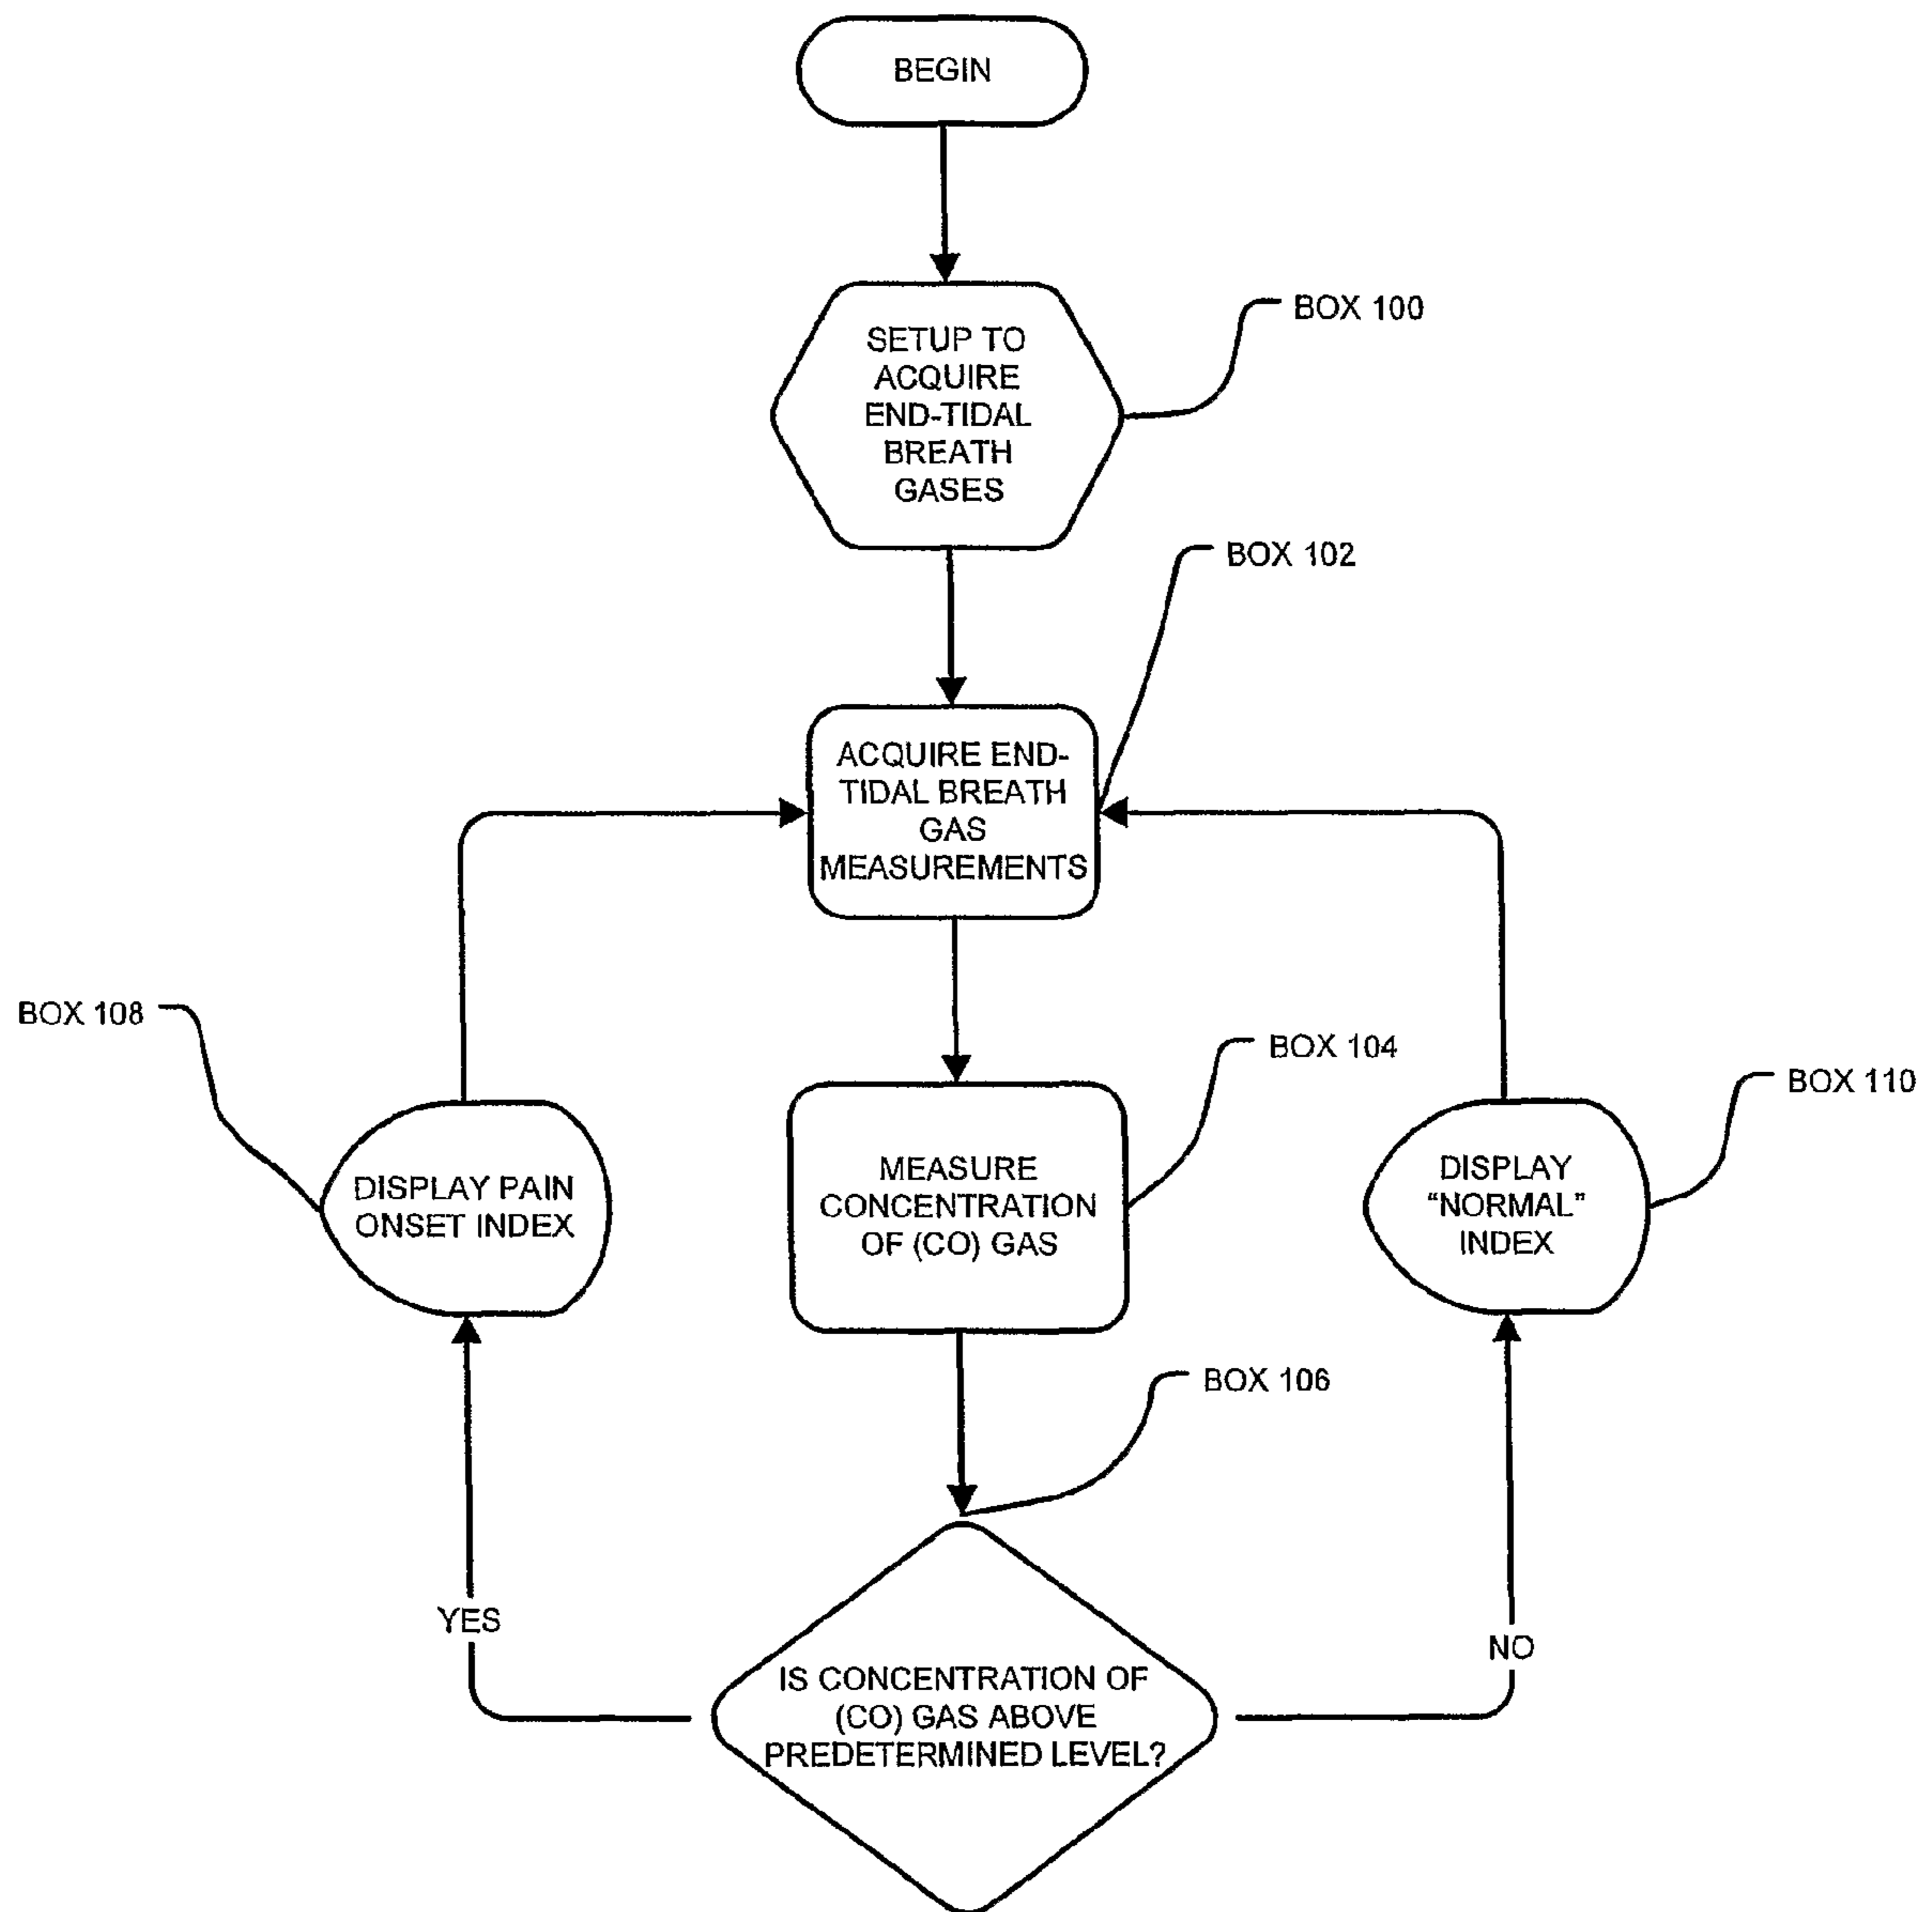 BEGIN
BOX 100
SETUP TO
ACQUIRE
END-TIDAL
BREATH
GASES
BOX 102
ACQUIRE END-
TIDAL BREATH
GAS
MEASUREMENTS
BOX 108
BOX 104
BOX 110
DISPLAY PAIN
ONSET INDEX
MEASURE
CONCENTRATION
OF (CO) GAS
DISPLAY
“NORMAL”
INDEX
BOX 106
YES
NO
IS CONCENTRATION OF
(CO) GAS ABOVE
PREDETERMINED LEVEL?